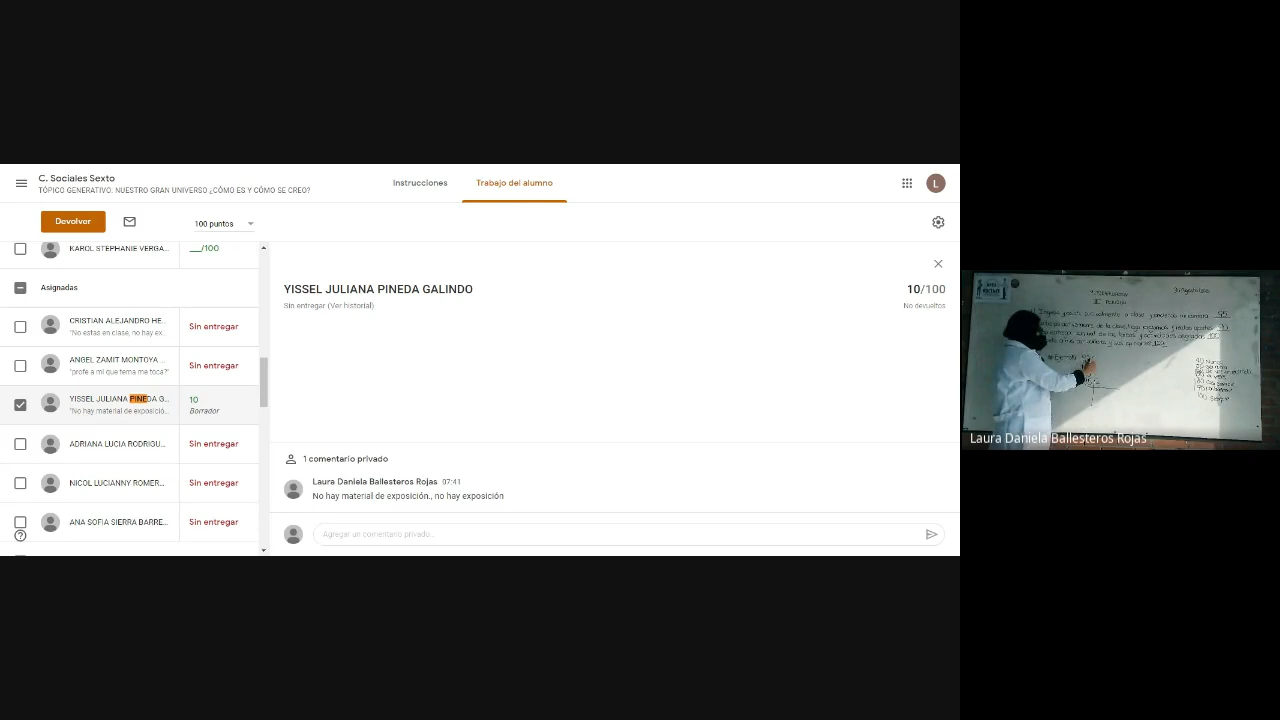 C. Sociales Sexto
TÓPICO GENERATIVO: NUESTRO GRAN UNIVERSO ¿CÓMO ES Y CÓMO SE CREO?
Instrucciones
Trabajo del alumno
L
Devolver
100 puntos
KAROL STEPHANIE VERGA...
__/100
Asignadas
CRISTIAN ALEJANDRO HE...
"No estas en clase, no hay ex...
Sin entregar
ANGEL ZAMIT MONTOYA ...
"profe a mi que tema me toca?"
Sin entregar
YISSEL JULIANA PINEDA G...
"No hay material de exposició...
10
Borrador
ADRIANA LUCIA RODRIGU...
Sin entregar
NICOL LUCIANNY ROMER...
Sin entregar
ANA SOFIA SIERRA BARRE...
Sin entregar
YISSEL JULIANA PINEDA GALINDO
10/100
Sin entregar (Ver historial)
No devueltos
1 comentario privado
Laura Daniela Ballesteros Rojas 07:41
No hay material de exposición., no hay exposición
Agregar un comentario privado...
Laura Daniela Ballesteros Rojas